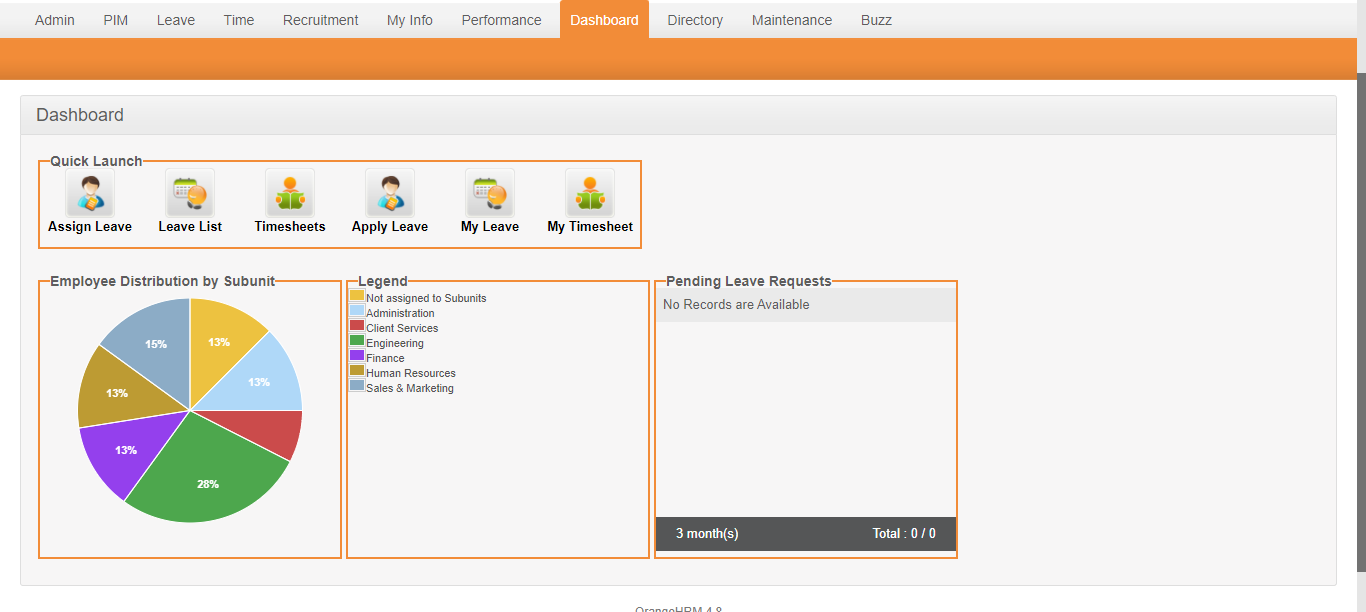 Admin PIM Leave Time Recruitment My Info Performance Dashboard Directory Maintenance Buzz
Dashboard
Quick Launch
Assign Leave Leave List Timesheets Apply Leave My Leave My Timesheet
Employee Distribution by Subunit
13%
13%
28%
13%
13%
15%
Legend
Not assigned to Subunits
Administration
Client Services
Engineering
Finance
Human Resources
Sales & Marketing
Pending Leave Requests
No Records are Available
3 month(s) Total : 0 / 0
OrangeHRM 4.8